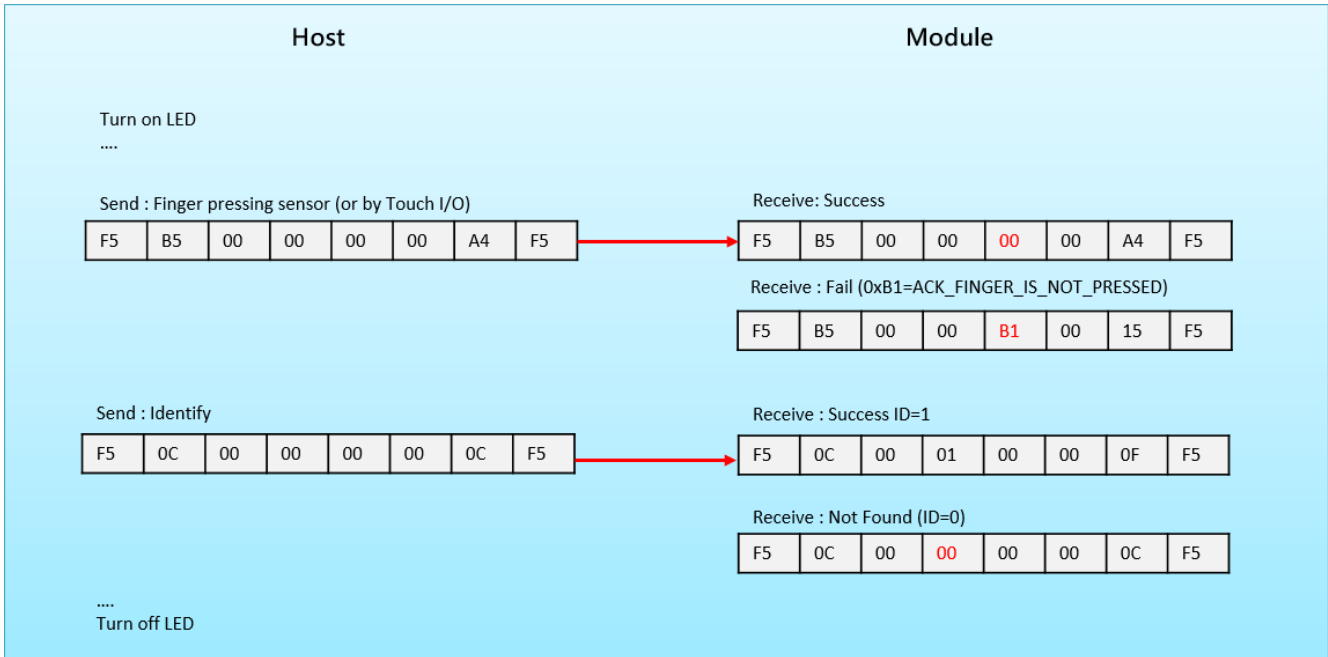 Host Module
Turn on LED
....
Send : Finger pressing sensor (or by Touch I/O)
F5 B5 00 00 00 00 A4 F5
Receive: Success
F5 B5 00 00 00 00 A4 F5
Receive : Fail (0xB1=ACK_FINGER_IS_NOT_PRESSED)
F5 B5 00 00 B1 00 15 F5
Send : Identify
F5 0C 00 00 00 00 0C F5
Receive : Success ID=1
F5 0C 00 01 00 00 0F F5
Receive : Not Found (ID=0)
F5 0C 00 00 00 00 0C F5
....
Turn off LED